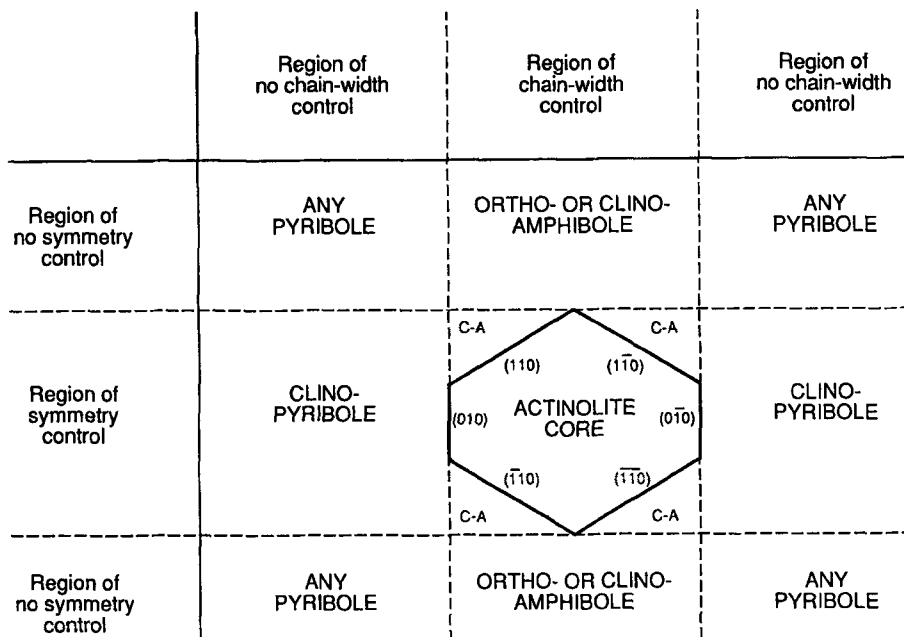 Region of
no chain-width
control
Region of
chain-width
control
Region of
no chain-width
control
Region of
no symmetry
control
ANY
PYRIBOLE
ORTHO- OR CLINO-
AMPHIBOLE
ANY
PYRIBOLE
Region of
symmetry
control
CLINO-
PYRIBOLE
C-A
C-A
(110)
(11̅0)
(010)
ACTINOLITE
CORE
(01̅0)
(1̅10)
(1̅1̅0)
C-A
C-A
CLINO-
PYRIBOLE
Region of
no symmetry
control
ANY
PYRIBOLE
ORTHO- OR CLINO-
AMPHIBOLE
ANY
PYRIBOLE